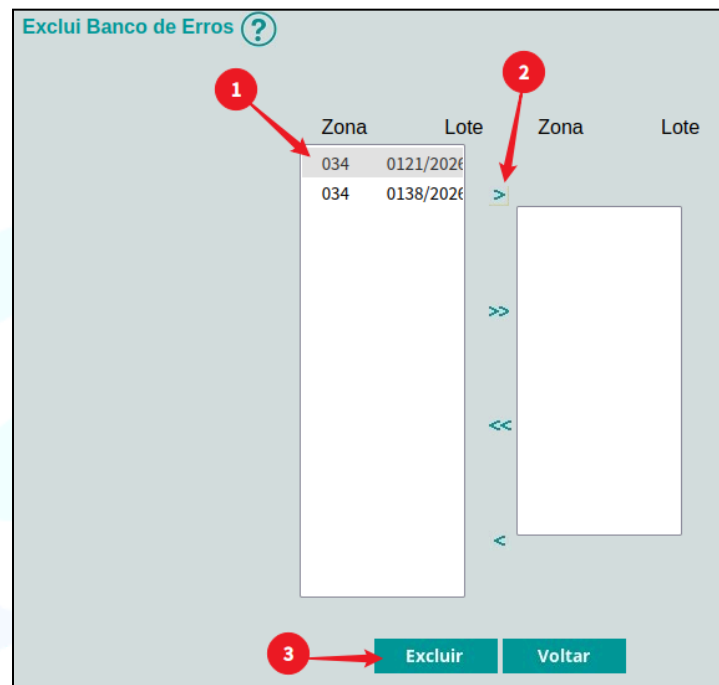 Exclui Banco de Erros ?
2
1
Zona Lote Zona Lote
034 0121/2026
034 0138/2026 >
>>
<<
<
3 Excluir Voltar